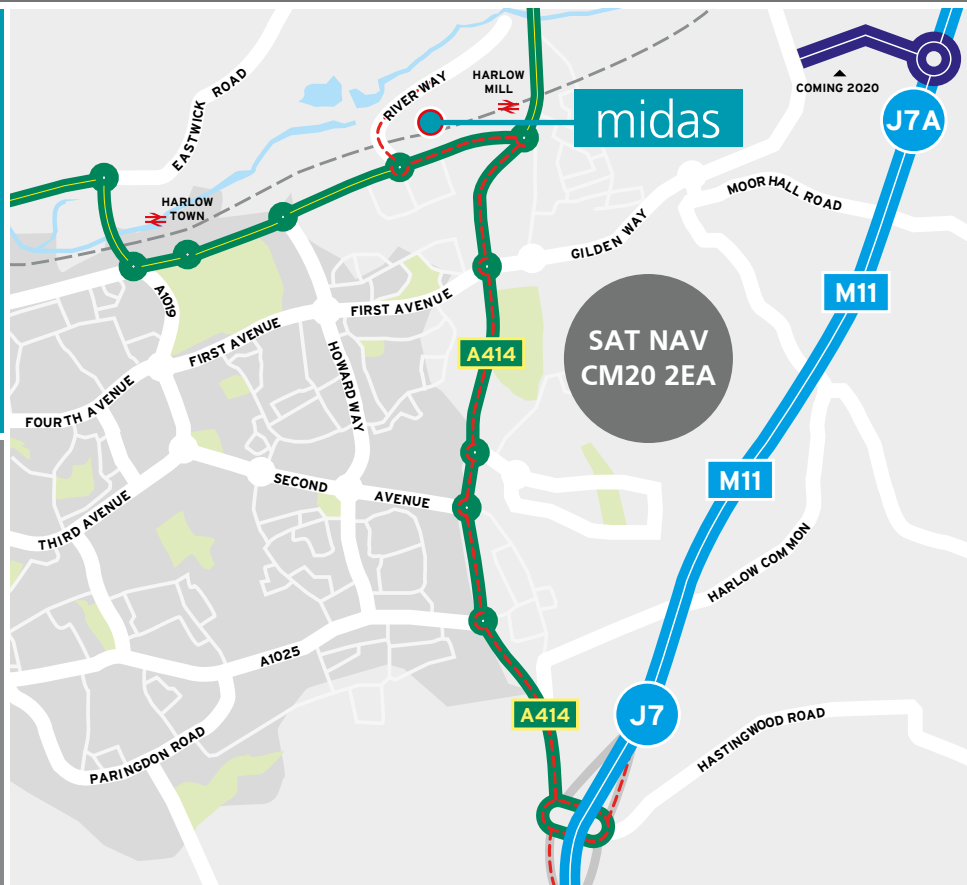 EASTWICK ROAD
RIVER WAY
HARLOW
MILL
midas
COMING 2020
J7A
HARLOW
TOWN
MOOR HALL ROAD
GILDEN WAY
A1019
FIRST AVENUE
FIRST AVENUE
M11
SAT NAV
CM20 2EA
A414
HOWARD WAY
FOURTH AVENUE
M11
SECOND
AVENUE
THIRD AVENUE
HARLOW COMMON
A1025
A414
J7
HASTINGWOOD ROAD
PARINGDON ROAD